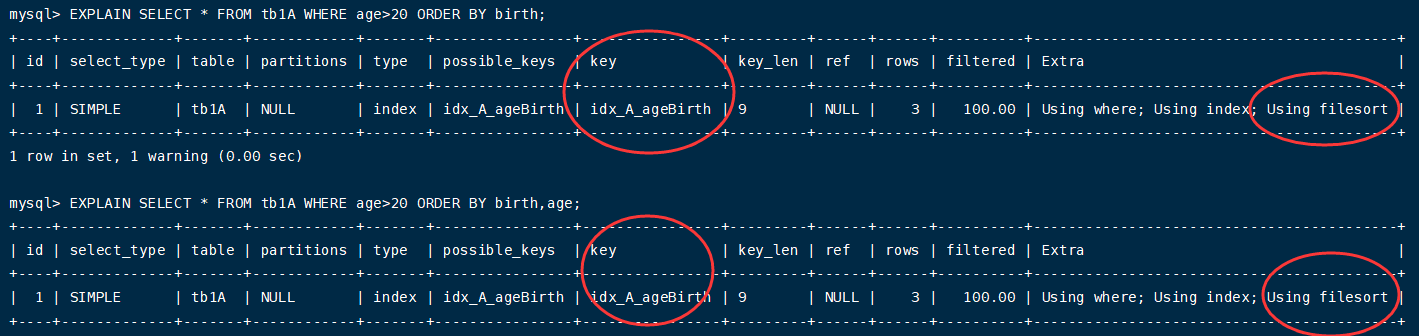 mysql> EXPLAIN SELECT * FROM tb1A WHERE age>20 ORDER BY birth;
+----+-------------+-------+------------+-------+---------------+---------------+---------+------+------+----------+------------------------------------------+
| id | select_type | table | partitions | type  | possible_keys | key           | key_len | ref  | rows | filtered | Extra                                    |
+----+-------------+-------+------------+-------+---------------+---------------+---------+------+------+----------+------------------------------------------+
|  1 | SIMPLE      | tb1A  | NULL       | index | idx_A_ageBirth | idx_A_ageBirth | 9       | NULL |    3 |   100.00 | Using where; Using index; Using filesort |
+----+-------------+-------+------------+-------+---------------+---------------+---------+------+------+----------+------------------------------------------+
1 row in set, 1 warning (0.00 sec)
mysql> EXPLAIN SELECT * FROM tb1A WHERE age>20 ORDER BY birth,age;
+----+-------------+-------+------------+-------+---------------+---------------+---------+------+------+----------+------------------------------------------+
| id | select_type | table | partitions | type  | possible_keys | key           | key_len | ref  | rows | filtered | Extra                                    |
+----+-------------+-------+------------+-------+---------------+---------------+---------+------+------+----------+------------------------------------------+
|  1 | SIMPLE      | tb1A  | NULL       | index | idx_A_ageBirth | idx_A_ageBirth | 9       | NULL |    3 |   100.00 | Using where; Using index; Using filesort |
+----+-------------+-------+------------+-------+---------------+---------------+---------+------+------+----------+------------------------------------------+